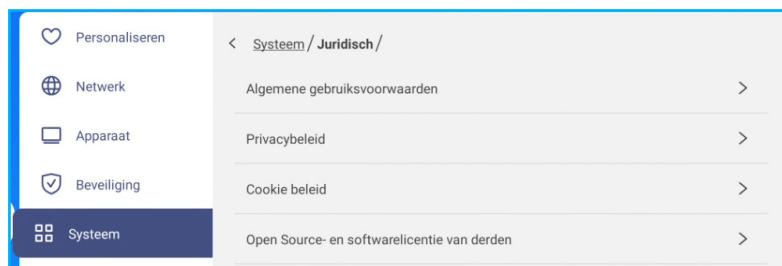 Personaliseren
Netwerk
Apparaat
Beveiliging
Systeem
Systeem / Juridisch /
Algemene gebruiksvoorwaarden
Privacybeleid
Cookie beleid
Open Source- en softwarelicentie van derden